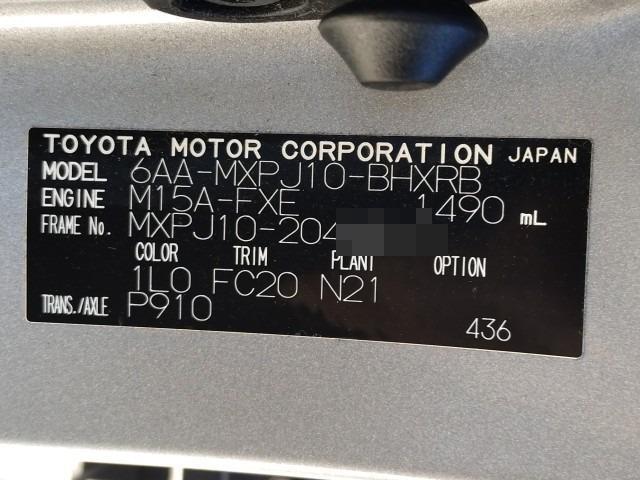 TOYOTA MOTOR CORPORATION JAPAN
MODEL 6AA-MXPJ10-BHXRB
ENGINE M15A-FXE 1490 mL
FRAME No. MXPJ10-204
COLOR TRIM PLANT OPTION
1L0 FC20 N21
TRANS./AXLE P910
436